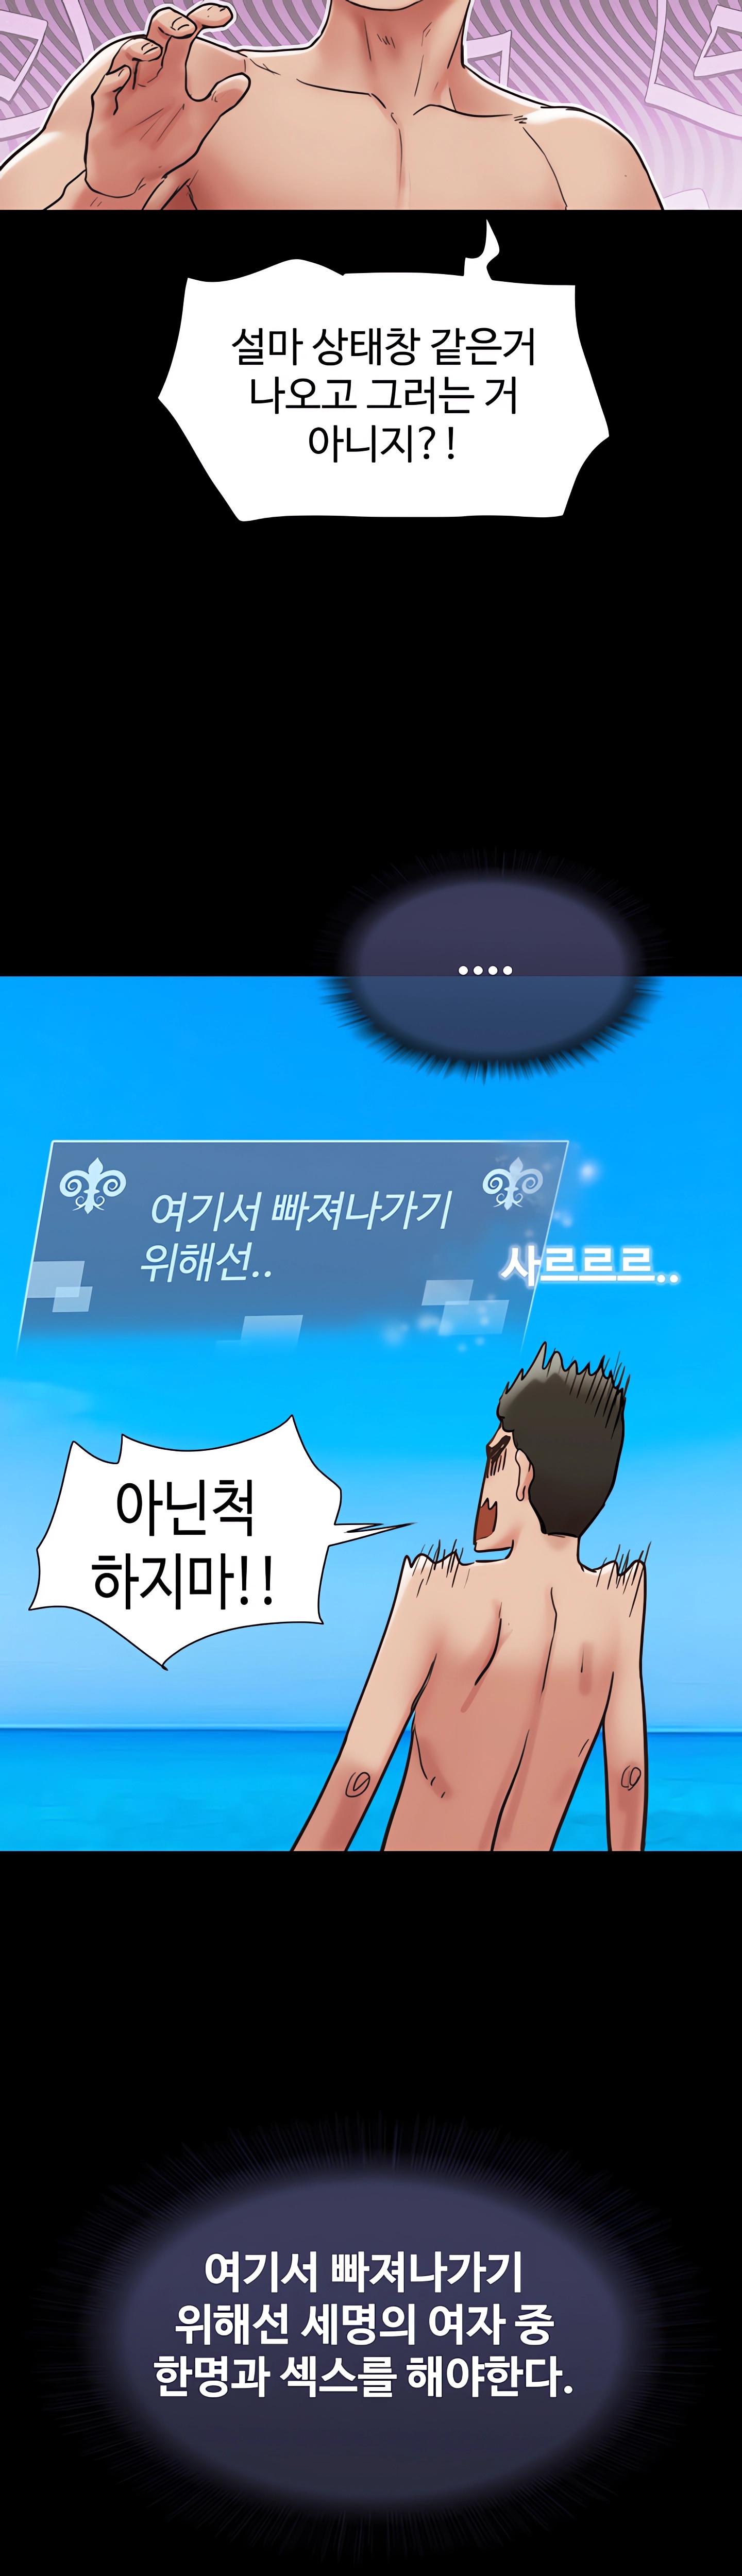 설마 상태창 같은거
나오고 그러는 거
아니지?!
....
여기서 빠져나가기
위해선..
사르르르..
아닌척
하지마!!
여기서 빠져나가기
위해선 세명의 여자 중
한명과 섹스를 해야한다.